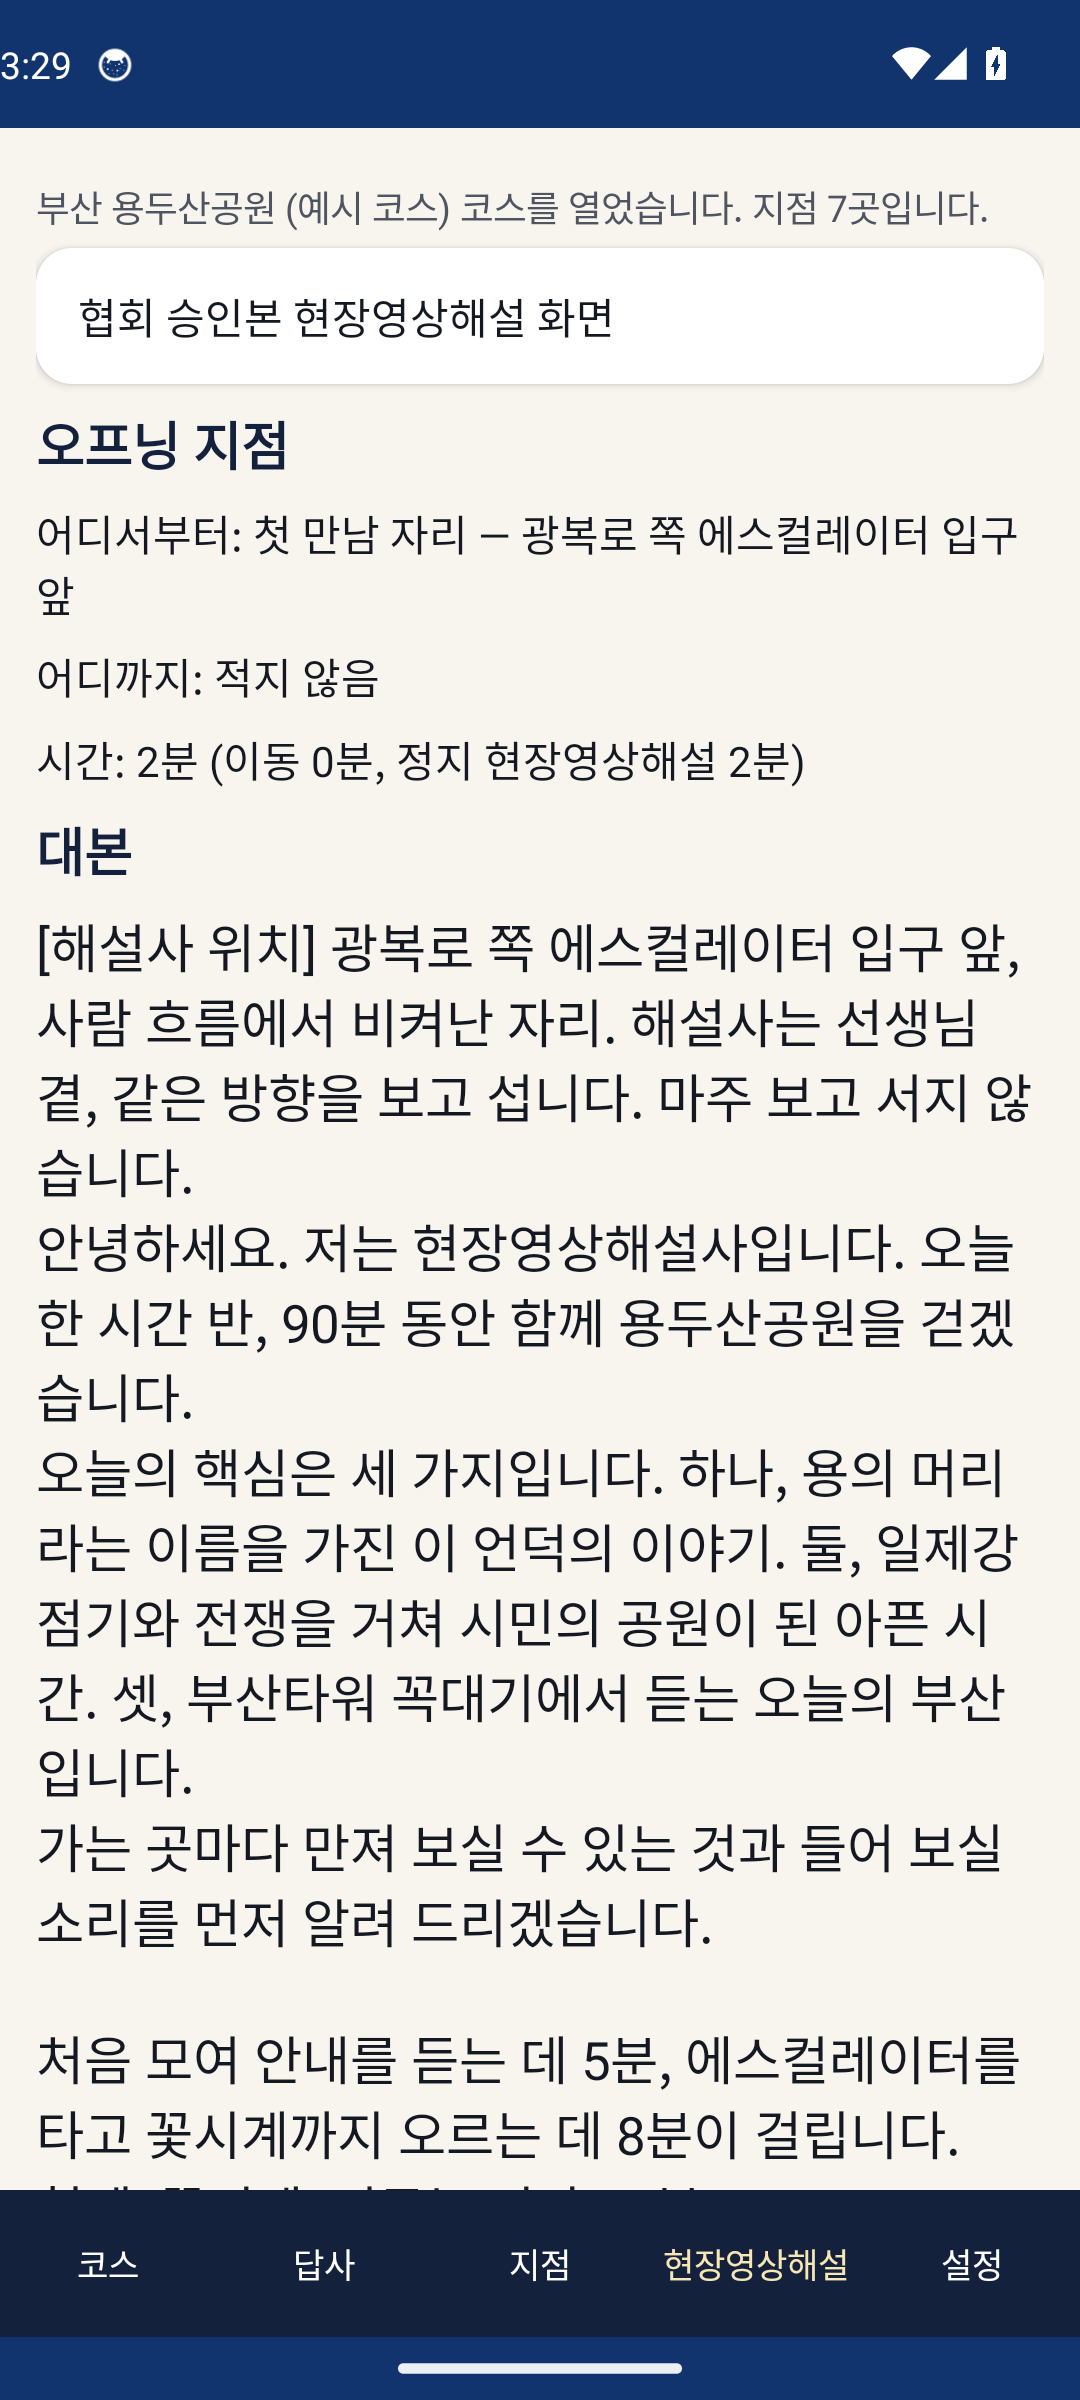 3:29
부산 용두산공원 (예시 코스) 코스를 열었습니다. 지점 7곳입니다.
협회 승인본 현장영상해설 화면
오프닝 지점
어디서부터: 첫 만남 자리 – 광복로 쪽 에스컬레이터 입구
앞
어디까지: 적지 않음
시간: 2분 (이동 0분, 정지 현장영상해설 2분)
대본
[해설사 위치] 광복로 쪽 에스컬레이터 입구 앞,
사람 흐름에서 비켜난 자리. 해설사는 선생님
곁, 같은 방향을 보고 섭니다. 마주 보고 서지 않
습니다.
안녕하세요. 저는 현장영상해설사입니다. 오늘
한 시간 반, 90분 동안 함께 용두산공원을 걷겠
습니다.
오늘의 핵심은 세 가지입니다. 하나, 용의 머리
라는 이름을 가진 이 언덕의 이야기. 둘, 일제강
점기와 전쟁을 거쳐 시민의 공원이 된 아픈 시
간. 셋, 부산타워 꼭대기에서 듣는 오늘의 부산
입니다.
가는 곳마다 만져 보실 수 있는 것과 들어 보실
소리를 먼저 알려 드리겠습니다.
처음 모여 안내를 듣는 데 5분, 에스컬레이터를
타고 꽃시계까지 오르는 데 8분이 걸립니다.
코스
답사
지점
현장영상해설
설정